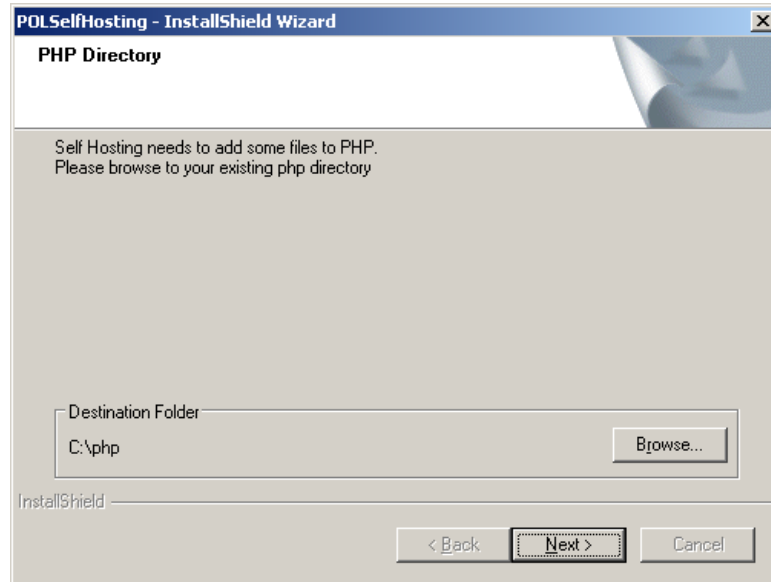 POLSelfHosting - InstallShield Wizard
PHP Directory
Self Hosting needs to add some files to PHP.
Please browse to your existing php directory
Destination Folder
C:\php
Browse...
InstallShield
< Back
Next >
Cancel